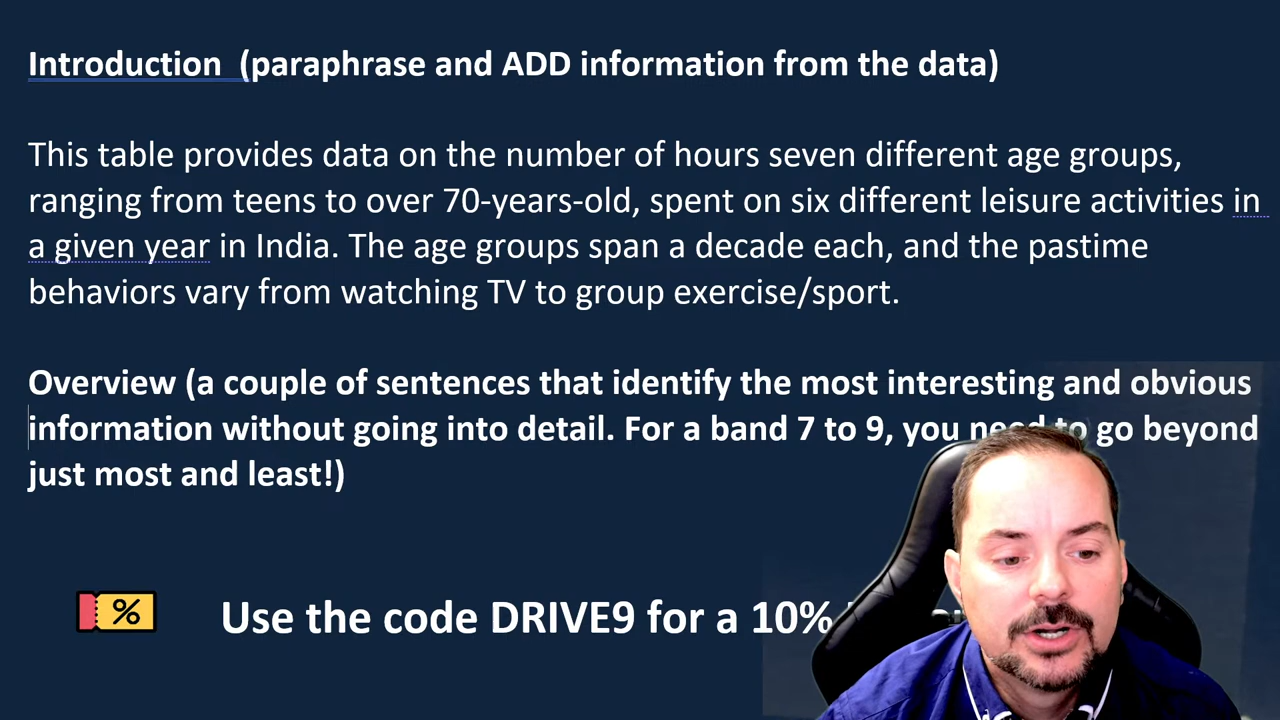 Introduction (paraphrase and ADD information from the data)
This table provides data on the number of hours seven different age groups,
ranging from teens to over 70-years-old, spent on six different leisure activities in
a given year in India. The age groups span a decade each, and the pastime
behaviors vary from watching TV to group exercise/sport.
Overview (a couple of sentences that identify the most interesting and obvious
information without going into detail. For a band 7 to 9, you need to go beyond
just most and least!)
%
Use the code DRIVE9 for a 10%